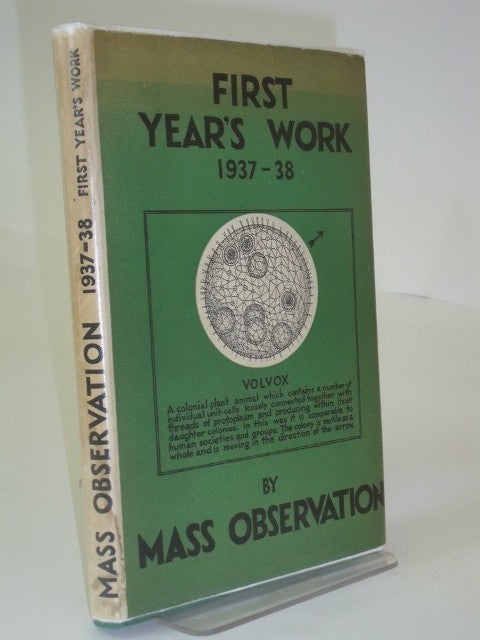 FIRST
YEAR'S WORK
1937-38
VOLVOX
A colonial plant animal which contains a number of
individual unit-cells loosely connected together with
threads of protoplasm and producing within itself
daughter colonies. In this way it is comparable to
human societies and groups. The colony is motile as a
whole and is moving in the direction of the arrow.
BY
MASS OBSERVATION
MASS OBSERVATION 1937-38 FIRST YEAR'S WORK